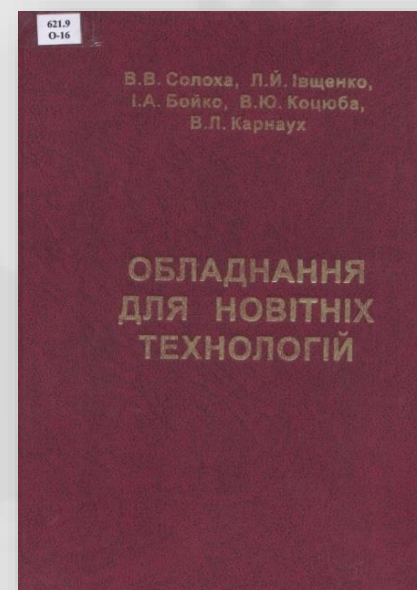 621.9
О-16
В.В. Солоха, Л.Й. Івщенко,
І.А. Бойко, В.Ю. Коцюба,
В.Л. Карнаух
ОБЛАДНАННЯ
ДЛЯ НОВІТНІХ
ТЕХНОЛОГІЙ